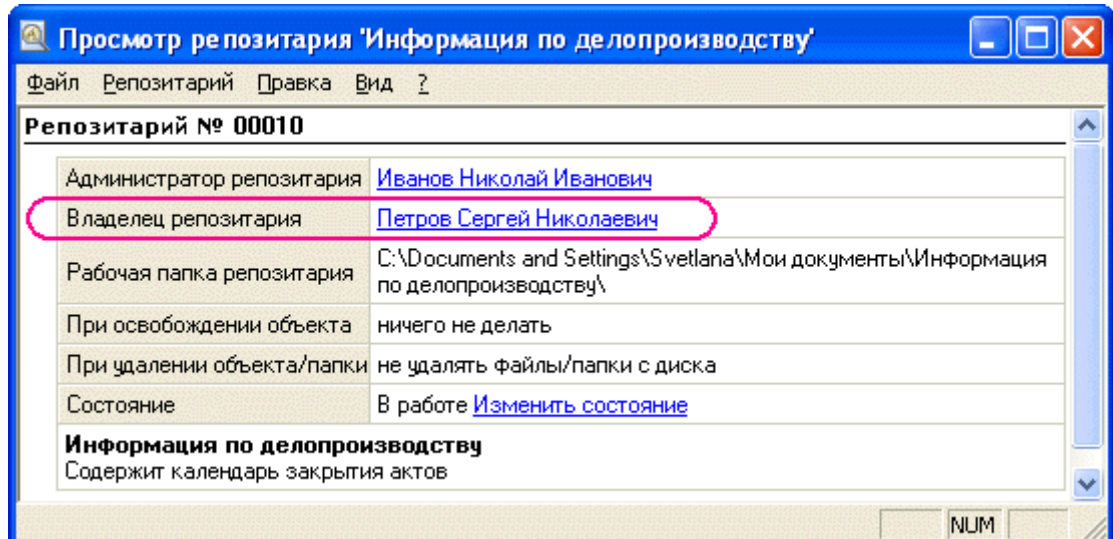 Просмотр репозитария 'Информация по делопроизводству'
Файл Репозитарий Правка Вид ?
Репозитарий № 00010
Администратор репозитария Иванов Николай Иванович
Владелец репозитария Петров Сергей Николаевич
Рабочая папка репозитария C:\Documents and Settings\Svetlana\Мои документы\Информация
по делопроизводству\
При освобождении объекта ничего не делать
При удалении объекта/папки не удалять файлы/папки с диска
Состояние В работе Изменить состояние
Информация по делопроизводству
Содержит календарь закрытия актов
NUM